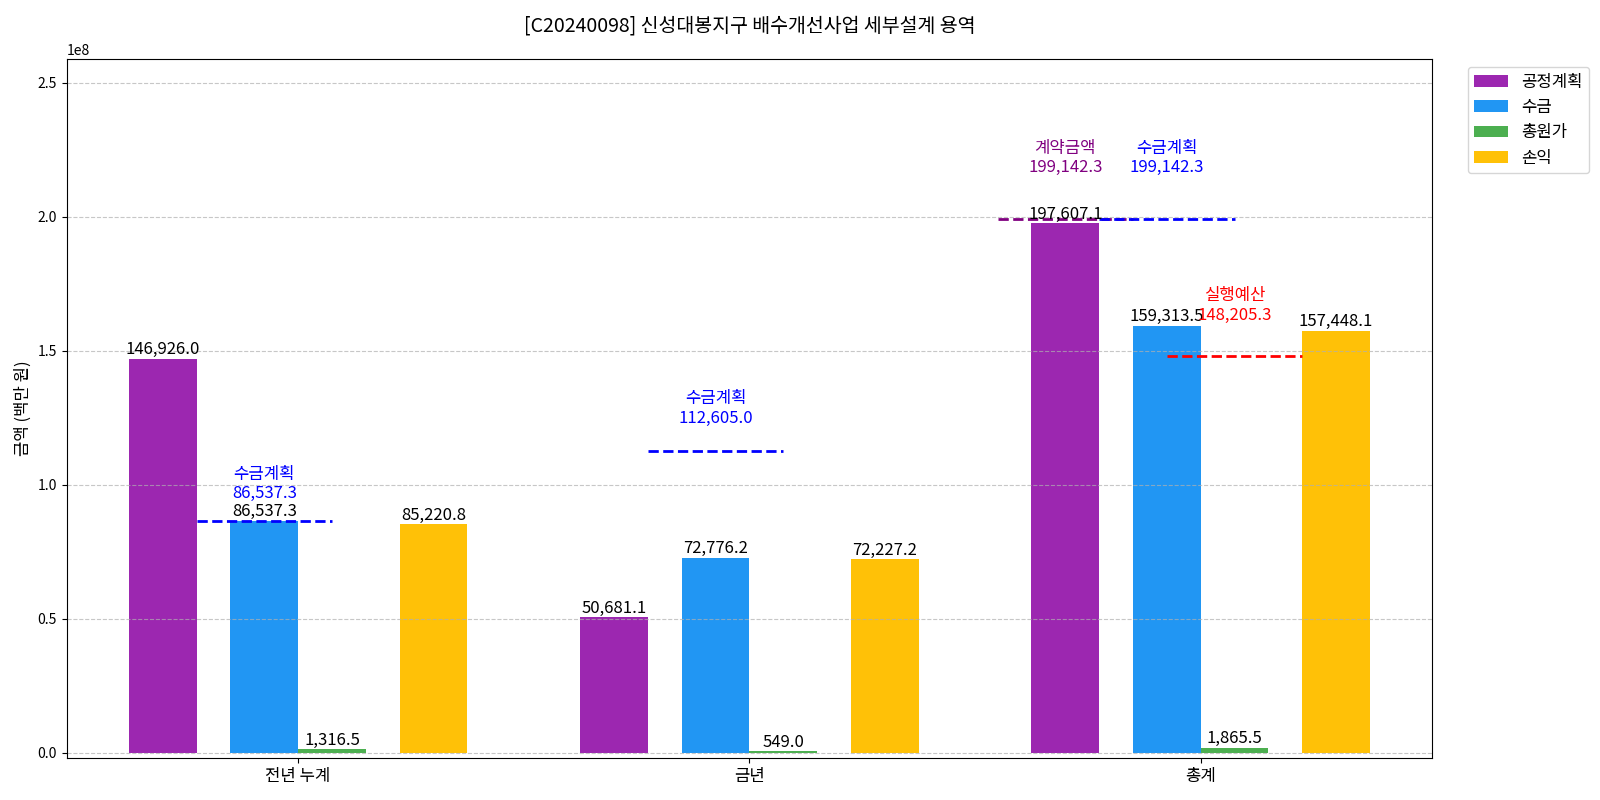 [C20240098] 신성대봉지구 배수개선사업 세부설계 용역
1e8
2.5
2.0
1.5
1.0
0.5
0.0
금액 (백만 원)
공정계획
수금
총원가
손익
146,926.0
수금계획
86,537.3
86,537.3
1,316.5
85,220.8
50,681.1
수금계획
112,605.0
72,776.2
549.0
72,227.2
계약금액
199,142.3
197,607.1
수금계획
199,142.3
159,313.5
실행예산
148,205.3
1,865.5
157,448.1
전년 누계
금년
총계